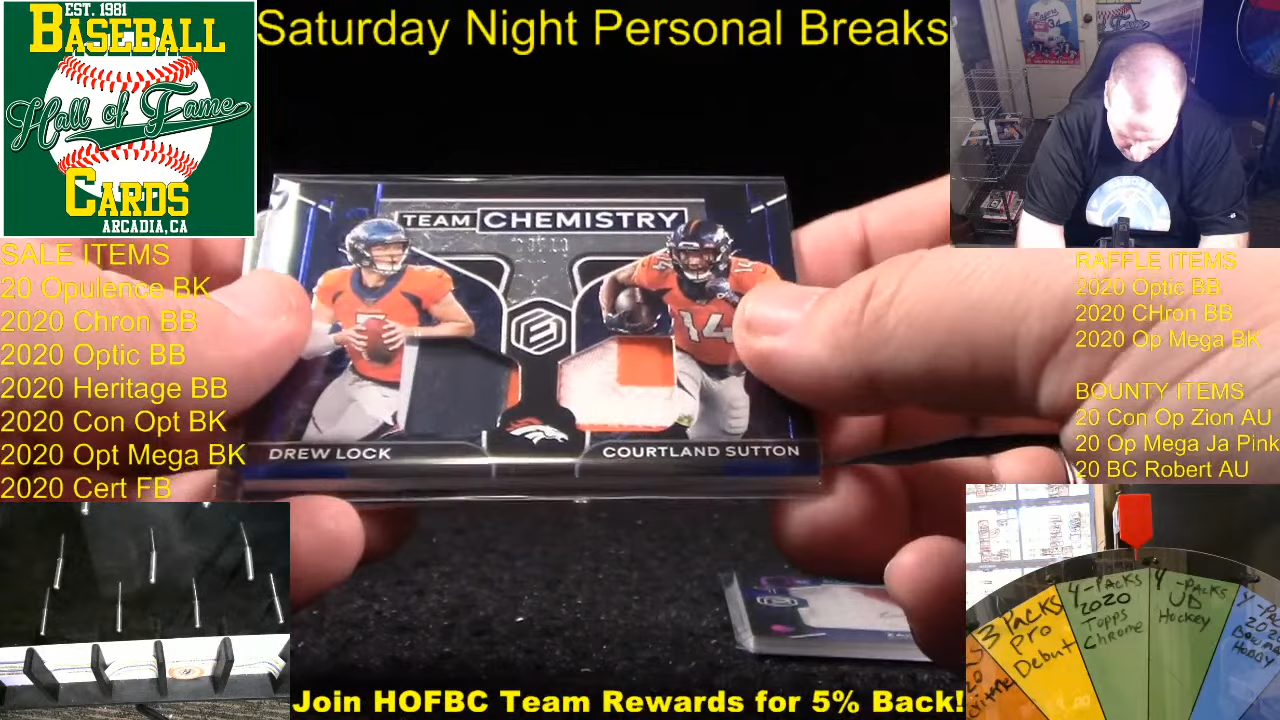 EST. 1981
BASEBALL
Hall of Fame
CARDS
ARCADIA, CA
Saturday Night Personal Breaks
SALE ITEMS
20 Opulence BK
2020 Chron BB
2020 Optic BB
2020 Heritage BB
2020 Con Opt BK
2020 Opt Mega BK
2020 Cert FB
TEAM CHEMISTRY
14
DREW LOCK
COURTLAND SUTTON
RAFFLE ITEMS
2020 Optic BB
2020 CHron BB
2020 Op Mega BK
BOUNTY ITEMS
20 Con Op Zion AU
20 Op Mega Ja Pink
20 BC Robert AU
3 Packs
Pro
Debut
4-Packs
2020
Topps
Chrome
4-Packs
UD
Hockey
Join HOFBC Team Rewards for 5% Back!